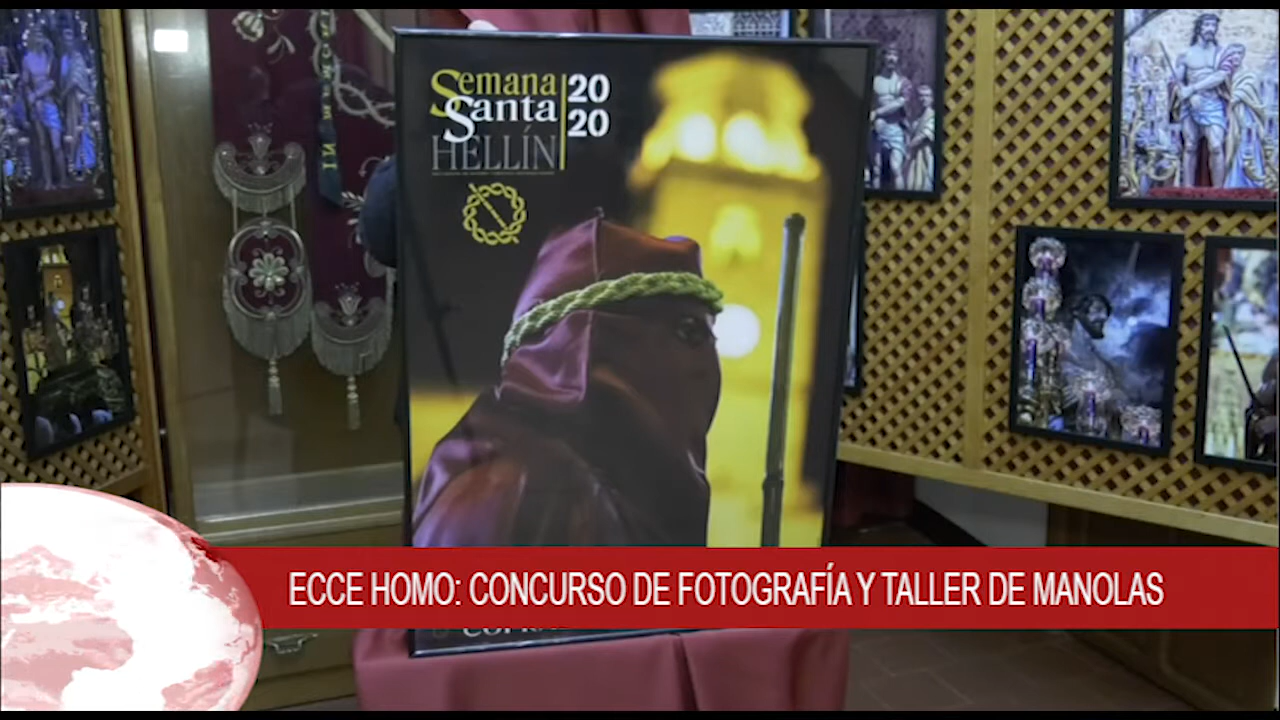 Semana
Santa
HELLÍN
20
20
ECCE HOMO: CONCURSO DE FOTOGRAFÍA Y TALLER DE MANOLAS